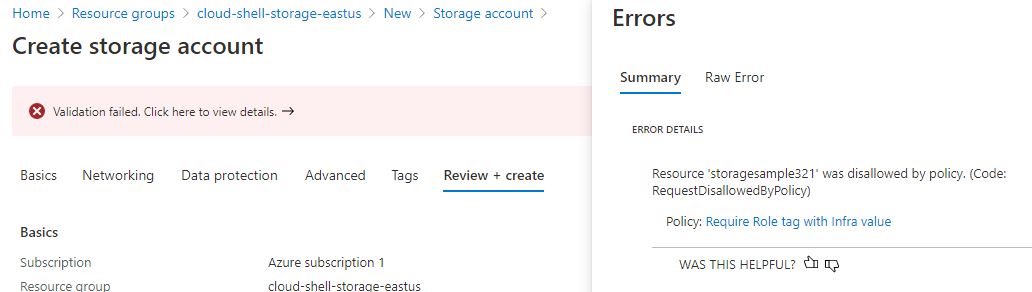 Home > Resource groups > cloud-shell-storage-eastus > New > Storage account >
Create storage account
Validation failed. Click here to view details. →
Basics Networking Data protection Advanced Tags Review + create
Basics
Subscription Azure subscription 1
Resource group cloud-shell-storage-eastus
Errors
Summary Raw Error
ERROR DETAILS
Resource 'storagesample321' was disallowed by policy. (Code:
RequestDisallowedByPolicy)
Policy: Require Role tag with Infra value
WAS THIS HELPFUL?